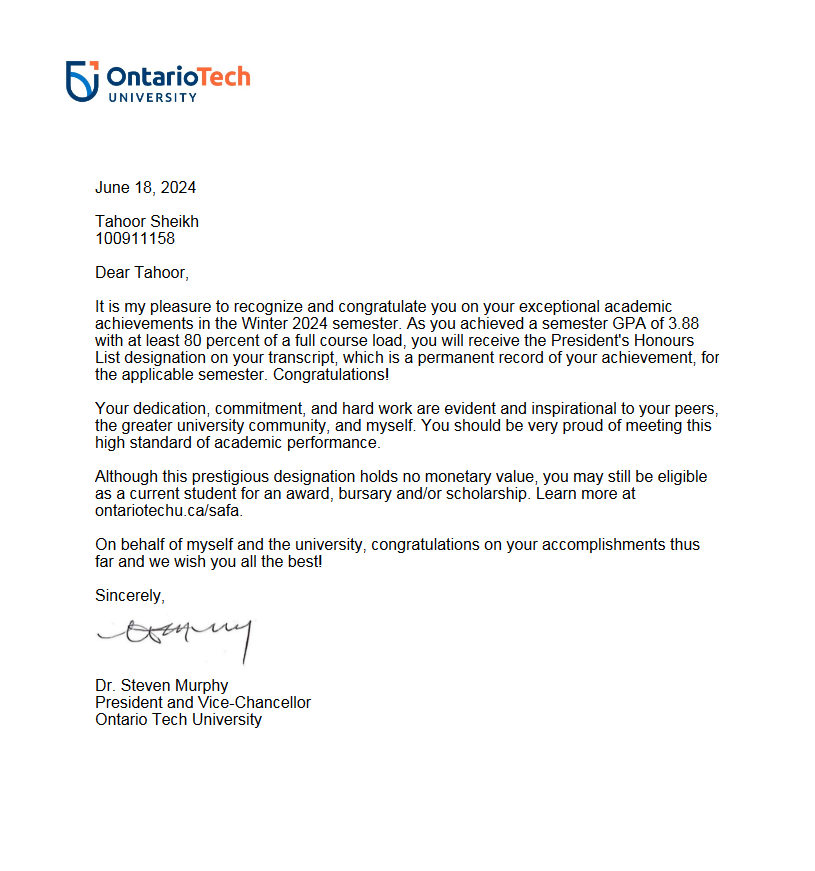 OntarioTech
UNIVERSITY
June 18, 2024
Tahoor Sheikh
100911158
Dear Tahoor,
It is my pleasure to recognize and congratulate you on your exceptional academic
achievements in the Winter 2024 semester. As you achieved a semester GPA of 3.88
with at least 80 percent of a full course load, you will receive the President's Honours
List designation on your transcript, which is a permanent record of your achievement, for
the applicable semester. Congratulations!
Your dedication, commitment, and hard work are evident and inspirational to your peers,
the greater university community, and myself. You should be very proud of meeting this
high standard of academic performance.
Although this prestigious designation holds no monetary value, you may still be eligible
as a current student for an award, bursary and/or scholarship. Learn more at
ontariotechu.ca/safa.
On behalf of myself and the university, congratulations on your accomplishments thus
far and we wish you all the best!
Sincerely,
Dr. Steven Murphy
President and Vice-Chancellor
Ontario Tech University